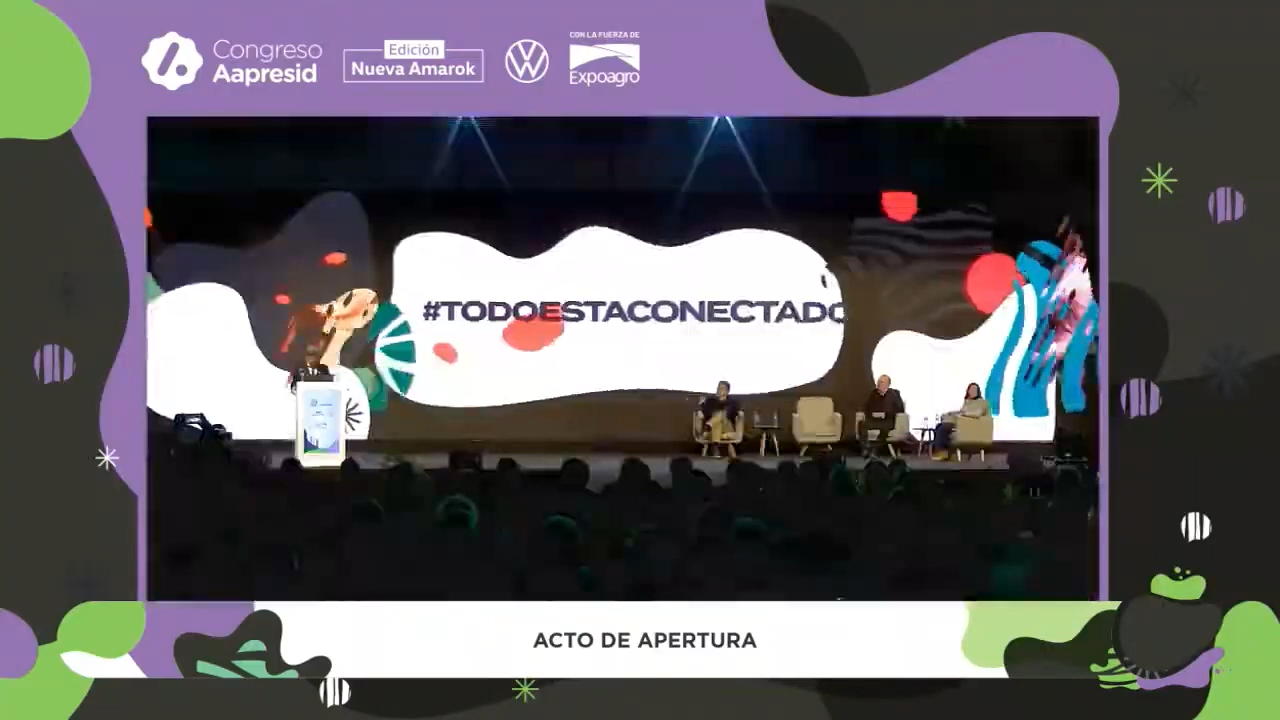 Congreso
Aapresid
Edición
Nueva Amarok
CON LA FUERZA DE
Expoagro
#TODOESTACONECTADO
ACTO DE APERTURA